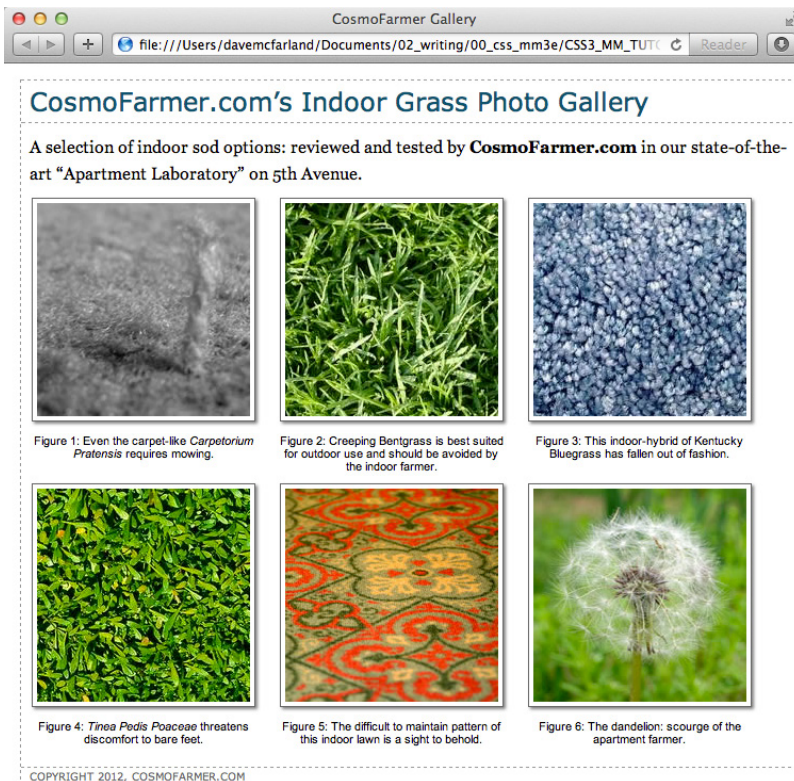 CosmoFarmer Gallery
file:///Users/davemcfarland/Documents/02_writing/00_css_mm3e/CSS3_MM_TUT
Reader
CosmoFarmer.com’s Indoor Grass Photo Gallery
A selection of indoor sod options: reviewed and tested by CosmoFarmer.com in our state-of-the-
art “Apartment Laboratory” on 5th Avenue.
Figure 1: Even the carpet-like Carpetorium
Pratensis requires mowing.
Figure 2: Creeping Bentgrass is best suited
for outdoor use and should be avoided by
the indoor farmer.
Figure 3: This indoor-hybrid of Kentucky
Bluegrass has fallen out of fashion.
Figure 4: Tinea Pedis Poaceae threatens
discomfort to bare feet.
Figure 5: The difficult to maintain pattern of
this indoor lawn is a sight to behold.
Figure 6: The dandelion: scourge of the
apartment farmer.
COPYRIGHT 2012, COSMOFARMER.COM